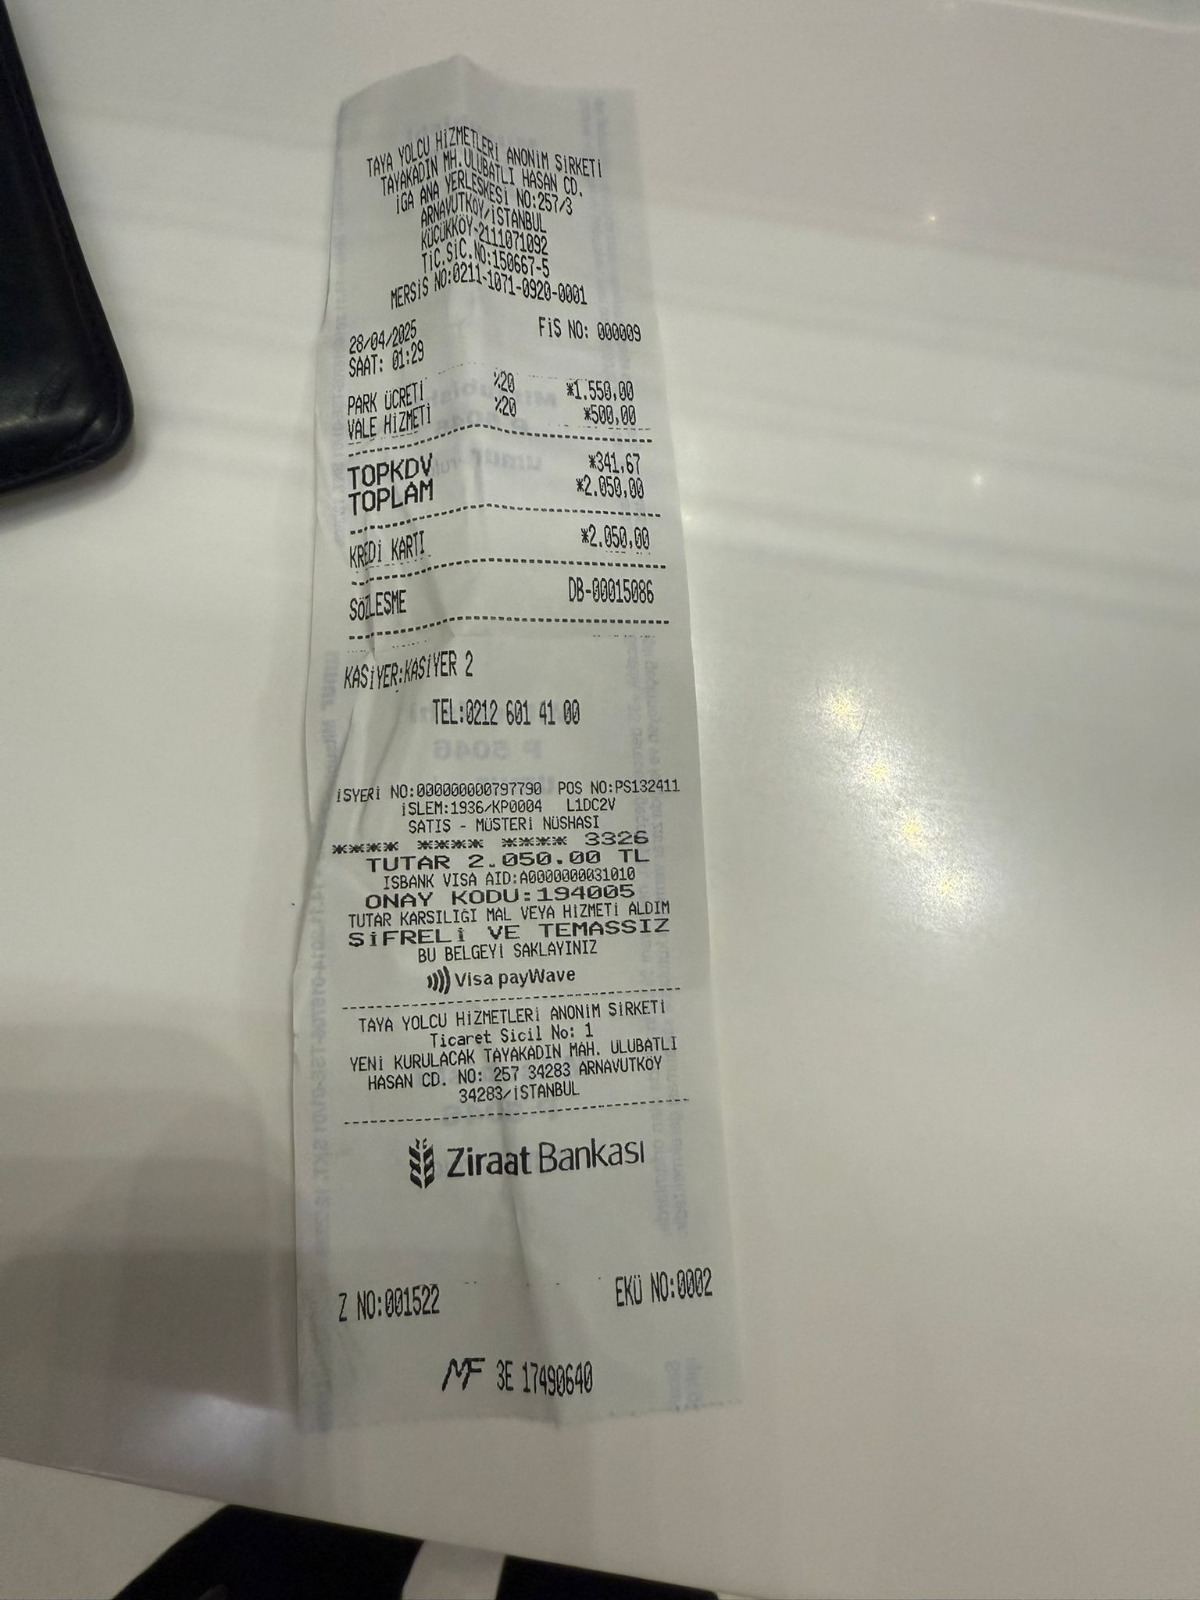 TAYA YOLCU HİZMETLERİ ANONİM SİRKETİ
TAYAKADIN MH.ULUBATLI HASAN CD.
İGA ANA YERLESKESİ NO:257/3
ARNAVUTKÖY/İSTANBUL
KÜÇÜKKÖY-2111071092
TİC.SİC.NO:150667-5
MERSİS NO:0211-1071-0920-0001
28/04/2025 FİS NO: 000009
SAAT: 01:29
PARK ÜCRETİ %20 *1.550,00
VALE HİZMETİ %20 *500,00
TOPKDV *341,67
TOPLAM *2.050,00
KREDİ KARTI *2.050,00
SÖZLESME DB-00015086
KASİYER:KASİYER 2
TEL:0212 601 41 00
İSYERİ NO:000000000797790 POS NO:PS132411
İSLEM:1936/KP0004 L1DC2V
SATIS - MÜSTERİ NÜSHASI
**** **** **** 3326
TUTAR 2.050.00 TL
ISBANK VISA AID:A0000000031010
ONAY KODU:194005
TUTAR KARSILIĞI MAL VEYA HİZMETİ ALDIM
SİFRELİ VE TEMASSIZ
BU BELGEYİ SAKLAYINIZ
Visa payWave
TAYA YOLCU HİZMETLERİ ANONİM SİRKETİ
Ticaret Sicil No: 1
YENİ KURULACAK TAYAKADIN MAH. ULUBATLI
HASAN CD. NO: 257 34283 ARNAVUTKÖY
34283/İSTANBUL
Ziraat Bankası
Z NO:001522 EKÜ NO:0002
MF 3E 17490640